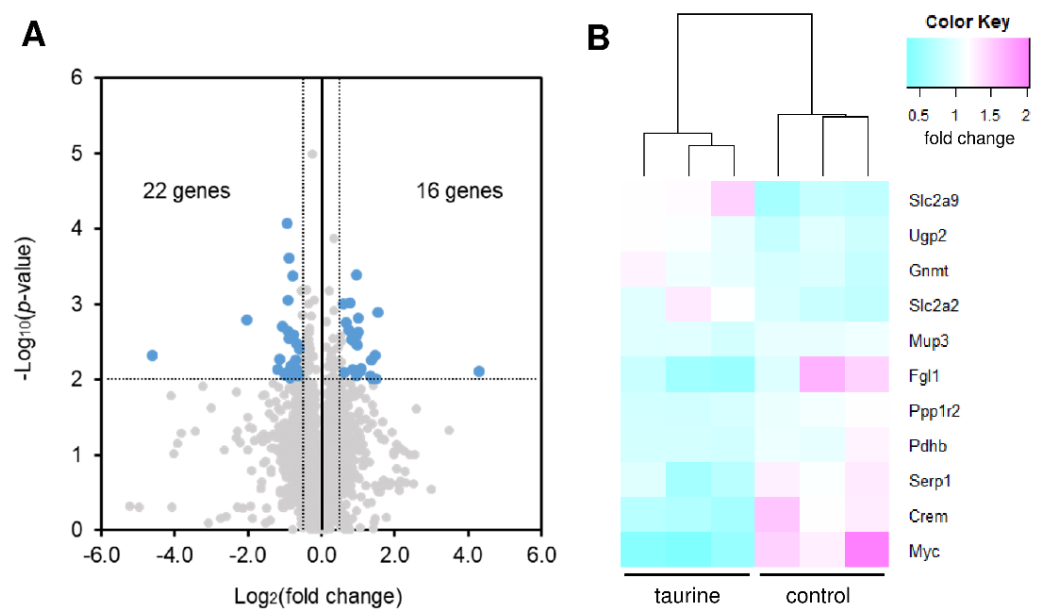 A
6
5
4
3
2
1
0
-Log10(p-value)
22 genes
16 genes
-6.0 -4.0 -2.0 0.0 2.0 4.0 6.0
Log2(fold change)
B
Color Key
0.5 1 1.5 2
fold change
Slc2a9
Ugp2
Gnmt
Slc2a2
Mup3
Fgl1
Ppp1r2
Pdhb
Serp1
Crem
Myc
taurine control